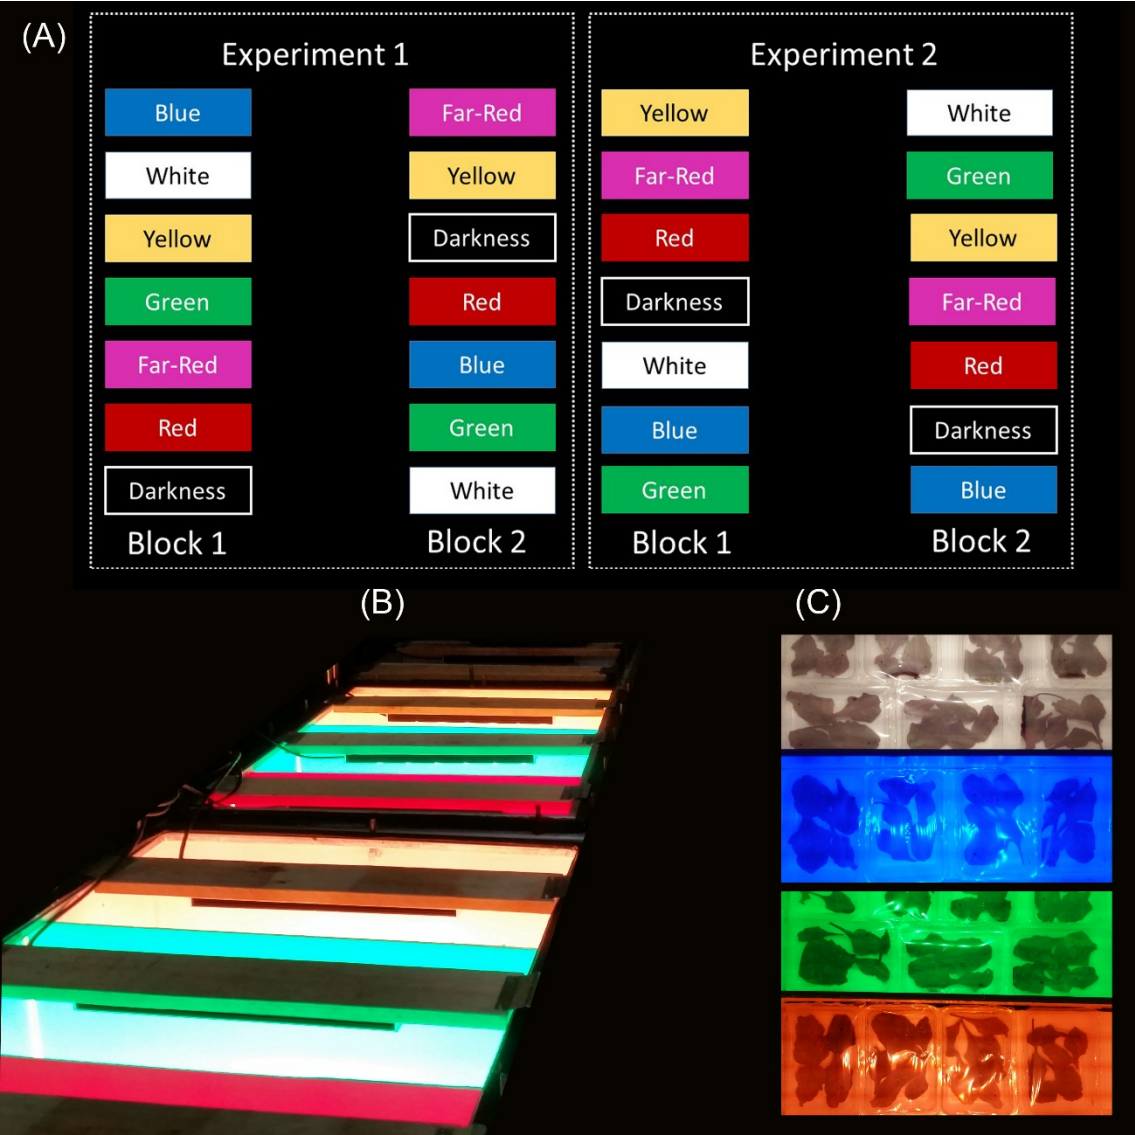 (A)
Experiment 1
Blue
White
Yellow
Green
Far-Red
Red
Darkness
Block 1
Far-Red
Yellow
Darkness
Red
Blue
Green
White
Block 2
Experiment 2
Yellow
Far-Red
Red
Darkness
White
Blue
Green
Block 1
White
Green
Yellow
Far-Red
Red
Darkness
Blue
Block 2
(B)
(C)